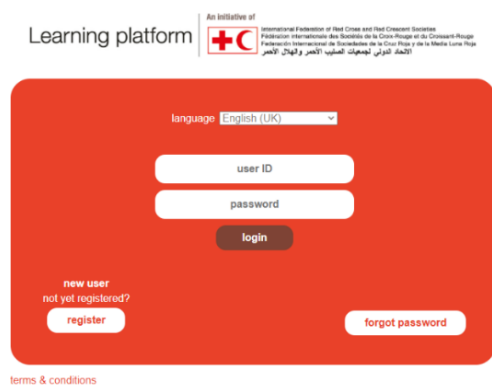 Learning platform
An initiative of
International Federation of Red Cross and Red Crescent Societies
Fédération internationale des Sociétés de la Croix-Rouge et du Croissant-Rouge
Federación Internacional de Sociedades de la Cruz Roja y de la Media Luna Roja
الاتحاد الدولي لجمعيات الصليب الأحمر والهلال الأحمر
language English (UK)
user ID
password
login
new user
not yet registered?
register
forgot password
terms & conditions